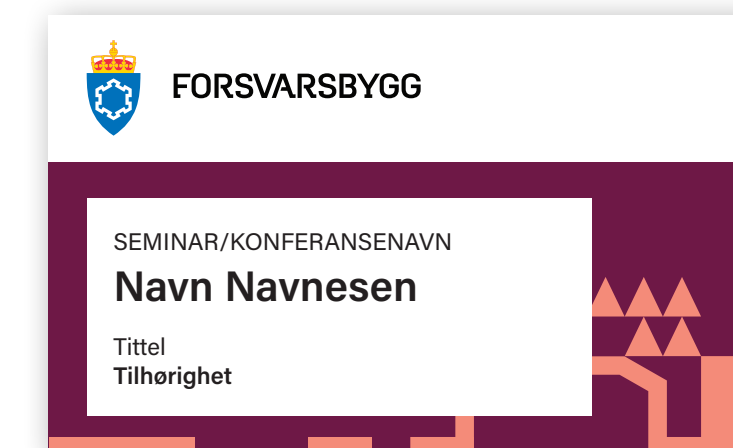 FORSVARSBYGG
SEMINAR/KONFERANSENAVN
Navn Navnesen
Tittel
Tilhørighet